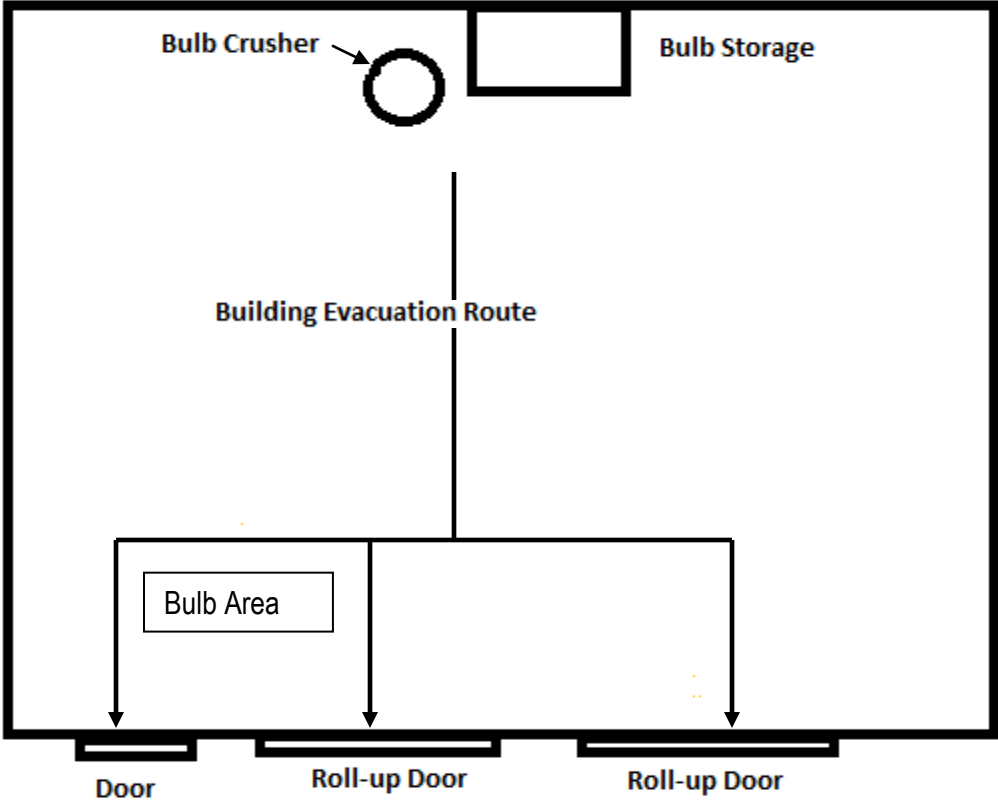 Bulb Crusher
Bulb Storage
Building Evacuation Route
Bulb Area
Door
Roll-up Door
Roll-up Door